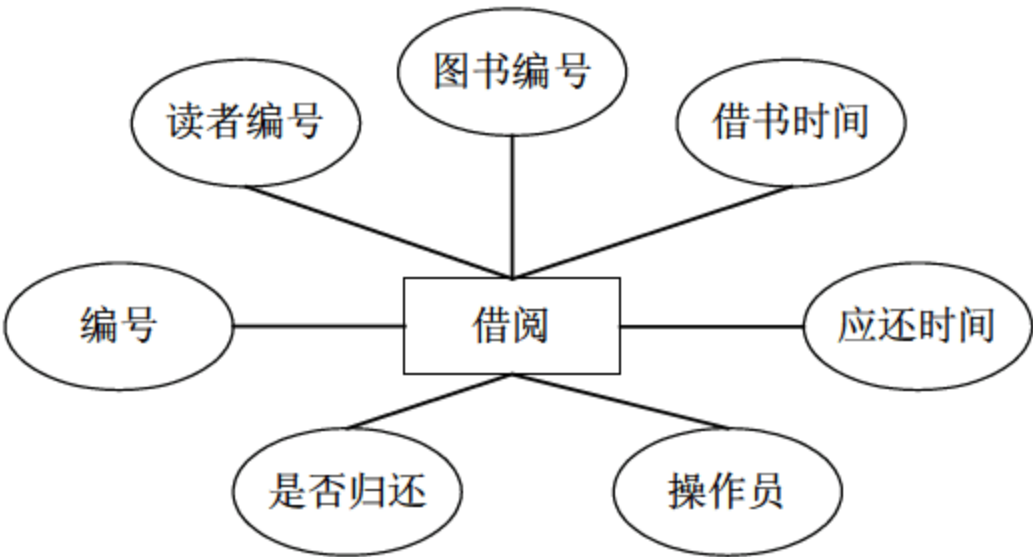 图书编号
读者编号
借书时间
编号
借阅
应还时间
是否归还
操作员